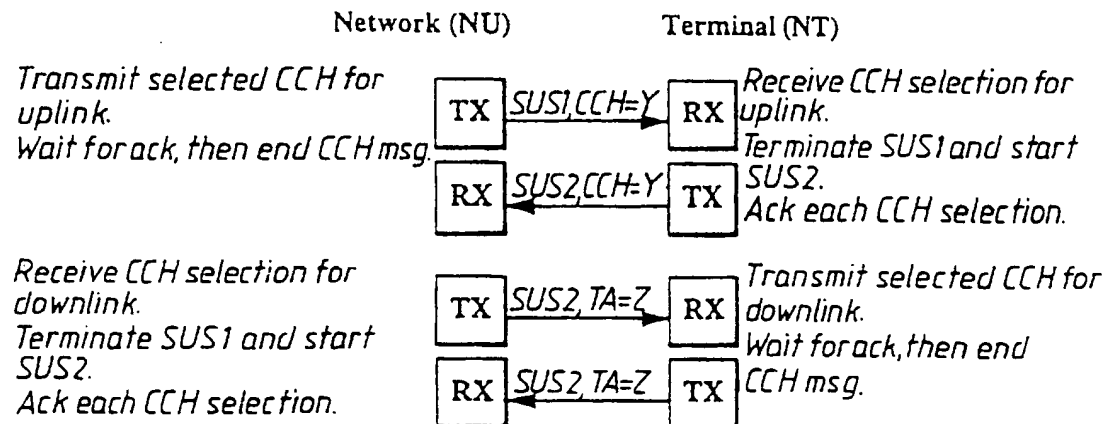 Network (NU) Terminal (NT)
Transmit selected CCH for
uplink.
Wait for ack, then end CCH msg.
TX SUS1,CCH=Y RX
RX SUS2,CCH=Y TX
Receive CCH selection for
uplink.
Terminate SUS1 and start
SUS2.
Ack each CCH selection.
Receive CCH selection for
downlink.
Terminate SUS1 and start
SUS2.
Ack each CCH selection.
TX SUS2, TA=Z RX
RX SUS2, TA=Z TX
Transmit selected CCH for
downlink.
Wait for ack, then end
CCH msg.